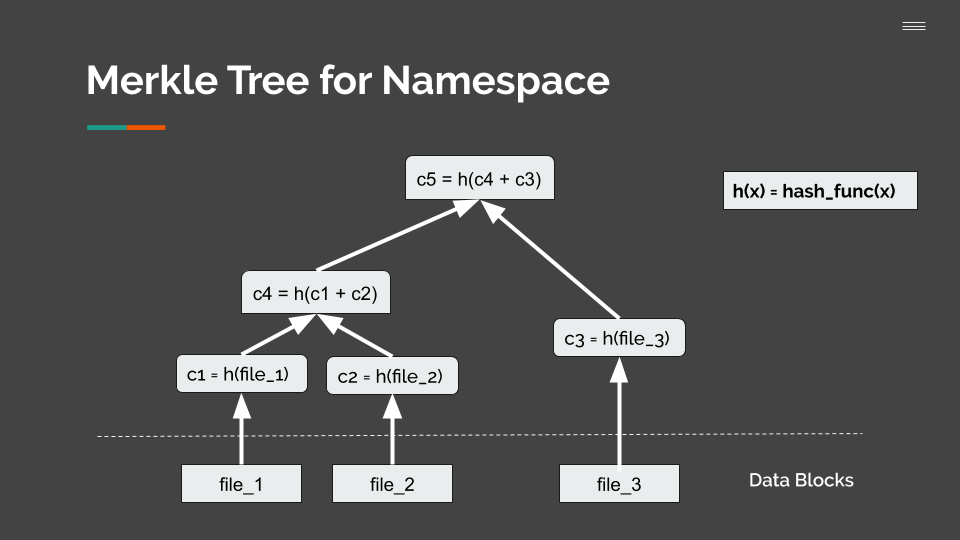 Merkle Tree for Namespace
c5 = h(c4 + c3)
h(x) = hash_func(x)
c4 = h(c1 + c2)
c3 = h(file_3)
c1 = h(file_1)
c2 = h(file_2)
file_1
file_2
file_3
Data Blocks